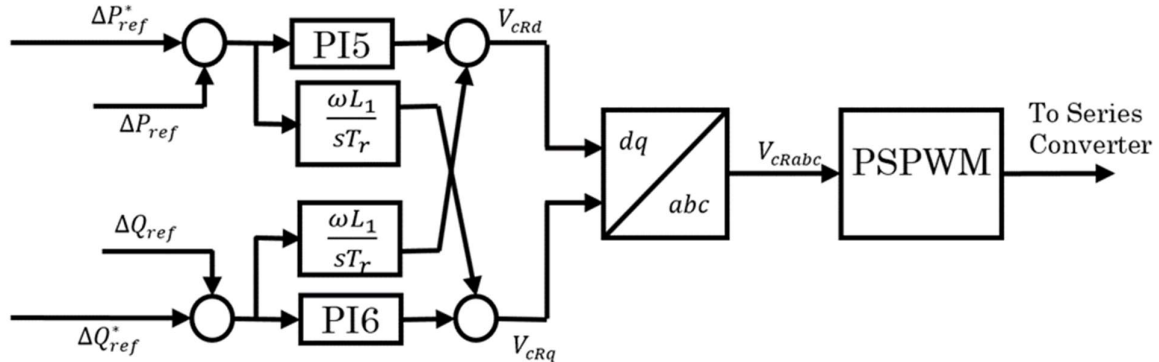 ΔP*ref
PI5
VcRd
ΔPref
ωL1
sTr
dq
abc
VcRabc
PSPWM
To Series
Converter
ΔQref
ωL1
sTr
ΔQ*ref
PI6
VcRq